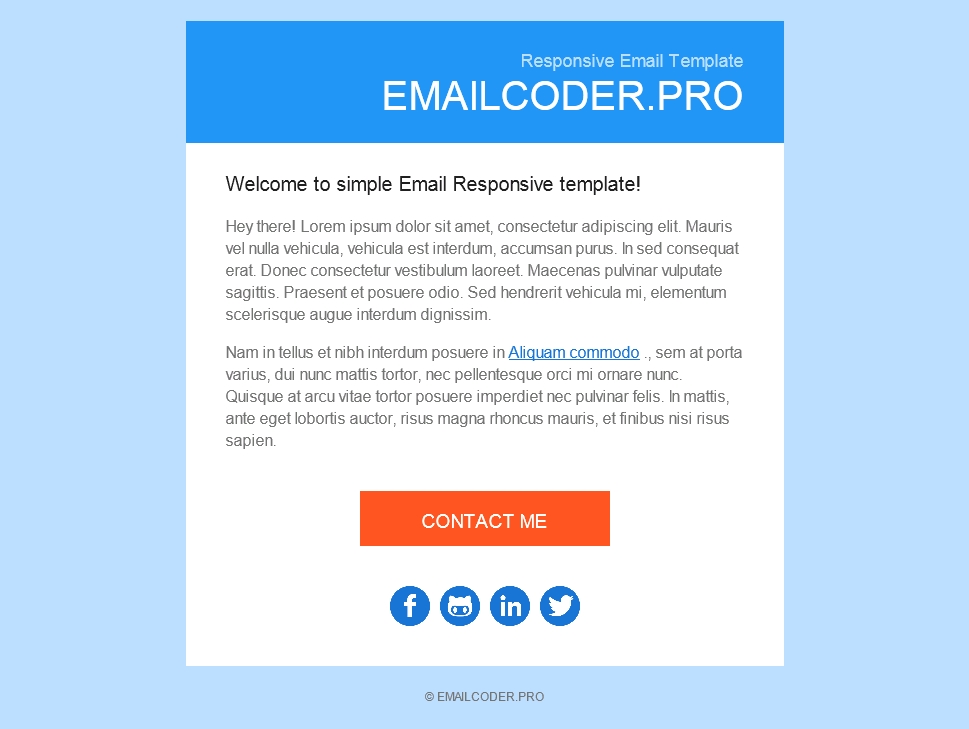 Responsive Email Template
EMAILCODER.PRO
Welcome to simple Email Responsive template!
Hey there! Lorem ipsum dolor sit amet, consectetur adipiscing elit. Mauris
vel nulla vehicula, vehicula est interdum, accumsan purus. In sed consequat
erat. Donec consectetur vestibulum laoreet. Maecenas pulvinar vulputate
sagittis. Praesent et posuere odio. Sed hendrerit vehicula mi, elementum
scelerisque augue interdum dignissim.
Nam in tellus et nibh interdum posuere in Aliquam commodo ., sem at porta
varius, dui nunc mattis tortor, nec pellentesque orci mi ornare nunc.
Quisque at arcu vitae tortor posuere imperdiet nec pulvinar felis. In mattis,
ante eget lobortis auctor, risus magna rhoncus mauris, et finibus nisi risus
sapien.
CONTACT ME
© EMAILCODER.PRO